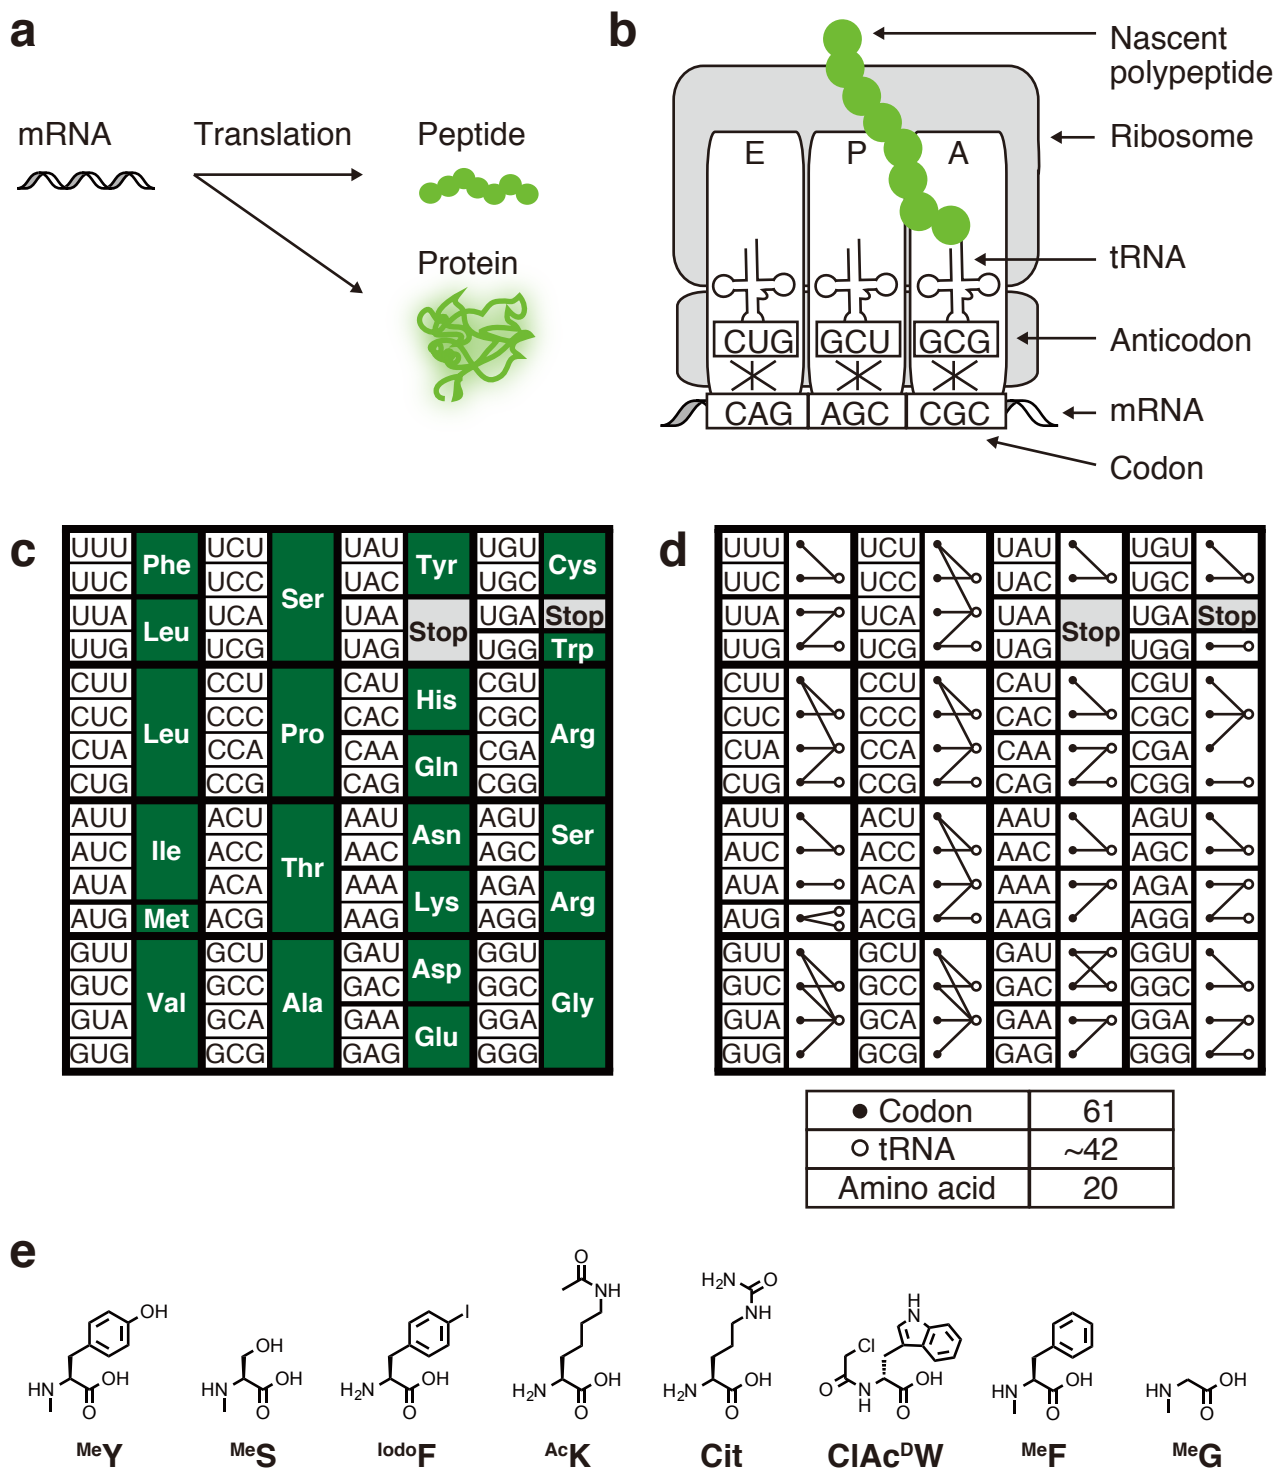 a
mRNA Translation Peptide
Protein
b
Nascent
polypeptide
Ribosome
E P A
tRNA
CUG GCU GCG
Anticodon
CAG AGC CGC
mRNA
Codon
c
UUU Phe UCU Ser UAU Tyr UGU Cys
UUC UCC UAC UGC
UUA Leu UCA UAA Stop UGA Stop
UUG UCG UAG UGG Trp
CUU Leu CCU Pro CAU His CGU Arg
CUC CCC CAC CGC
CUA CCA CAA Gln CGA
CUG CCG CAG CGG
AUU Ile ACU Thr AAU Asn AGU Ser
AUC ACC AAC AGC
AUA ACA AAA Lys AGA Arg
AUG Met ACG AAG AGG
GUU Val GCU Ala GAU Asp GGU Gly
GUC GCC GAC GGC
GUA GCA GAA Glu GGA
GUG GCG GAG GGG
d
UUU UCU UAU UGU
UUC UCC UAC UGC
UUA UCA UAA Stop UGA Stop
UUG UCG UAG UGG
CUU CCU CAU CGU
CUC CCC CAC CGC
CUA CCA CAA CGA
CUG CCG CAG CGG
AUU ACU AAU AGU
AUC ACC AAC AGC
AUA ACA AAA AGA
AUG ACG AAG AGG
GUU GCU GAU GGU
GUC GCC GAC GGC
GUA GCA GAA GGA
GUG GCG GAG GGG
Codon 61
tRNA ~42
Amino acid 20
e
OH HN OH O
OH HN OH O
I H₂N OH O
O NH H₂N OH O
H₂N O NH H₂N OH O
H N Cl O N H OH O
HN OH O
HN OH O
MeY MeS IodoF AcK Cit ClAcDW MeF MeG